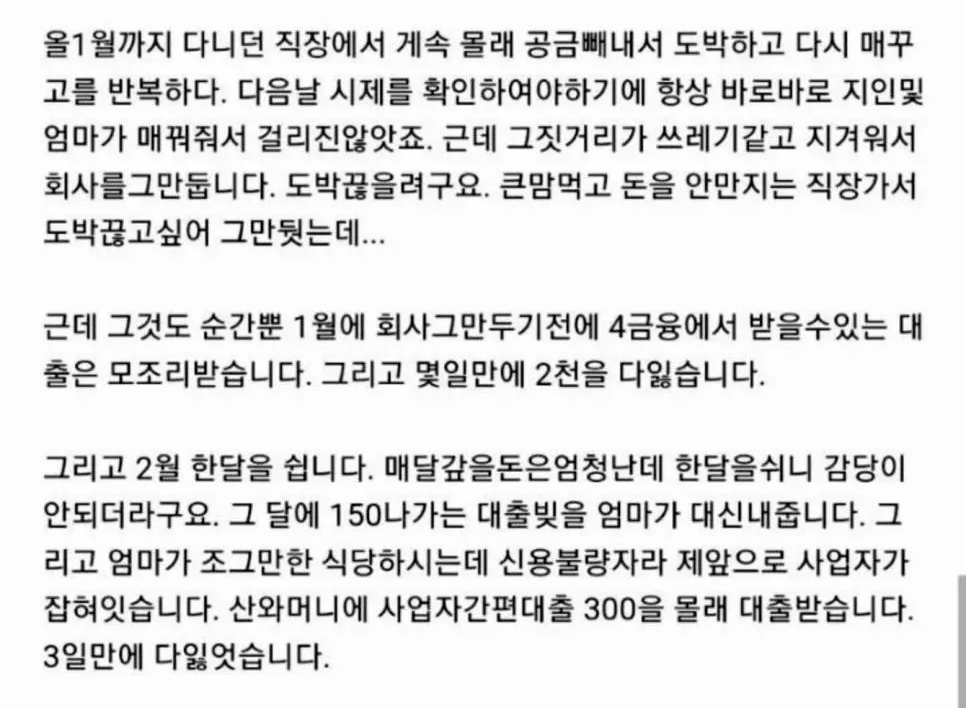 올1월까지 다니던 직장에서 게속 몰래 공금빼내서 도박하고 다시 매꾸
고를 반복하다. 다음날 시제를 확인하여야하기에 항상 바로바로 지인및
엄마가 매꿔줘서 걸리진않앗죠. 근데 그짓거리가 쓰레기같고 지겨워서
회사를그만둡니다. 도박끊을려구요. 큰맘먹고 돈을 안만지는 직장가서
도박끊고싶어 그만뒷는데...
근데 그것도 순간뿐 1월에 회사그만두기전에 4금융에서 받을수있는 대
출은 모조리받습니다. 그리고 몇일만에 2천을 다잃습니다.
그리고 2월 한달을 쉽니다. 매달갚을돈은엄청난데 한달을쉬니 감당이
안되더라구요. 그 달에 150나가는 대출빚을 엄마가 대신내줍니다. 그
리고 엄마가 조그만한 식당하시는데 신용불량자라 제앞으로 사업자가
잡혀잇습니다. 산와머니에 사업자간편대출 300을 몰래 대출받습니다.
3일만에 다잃엇습니다.